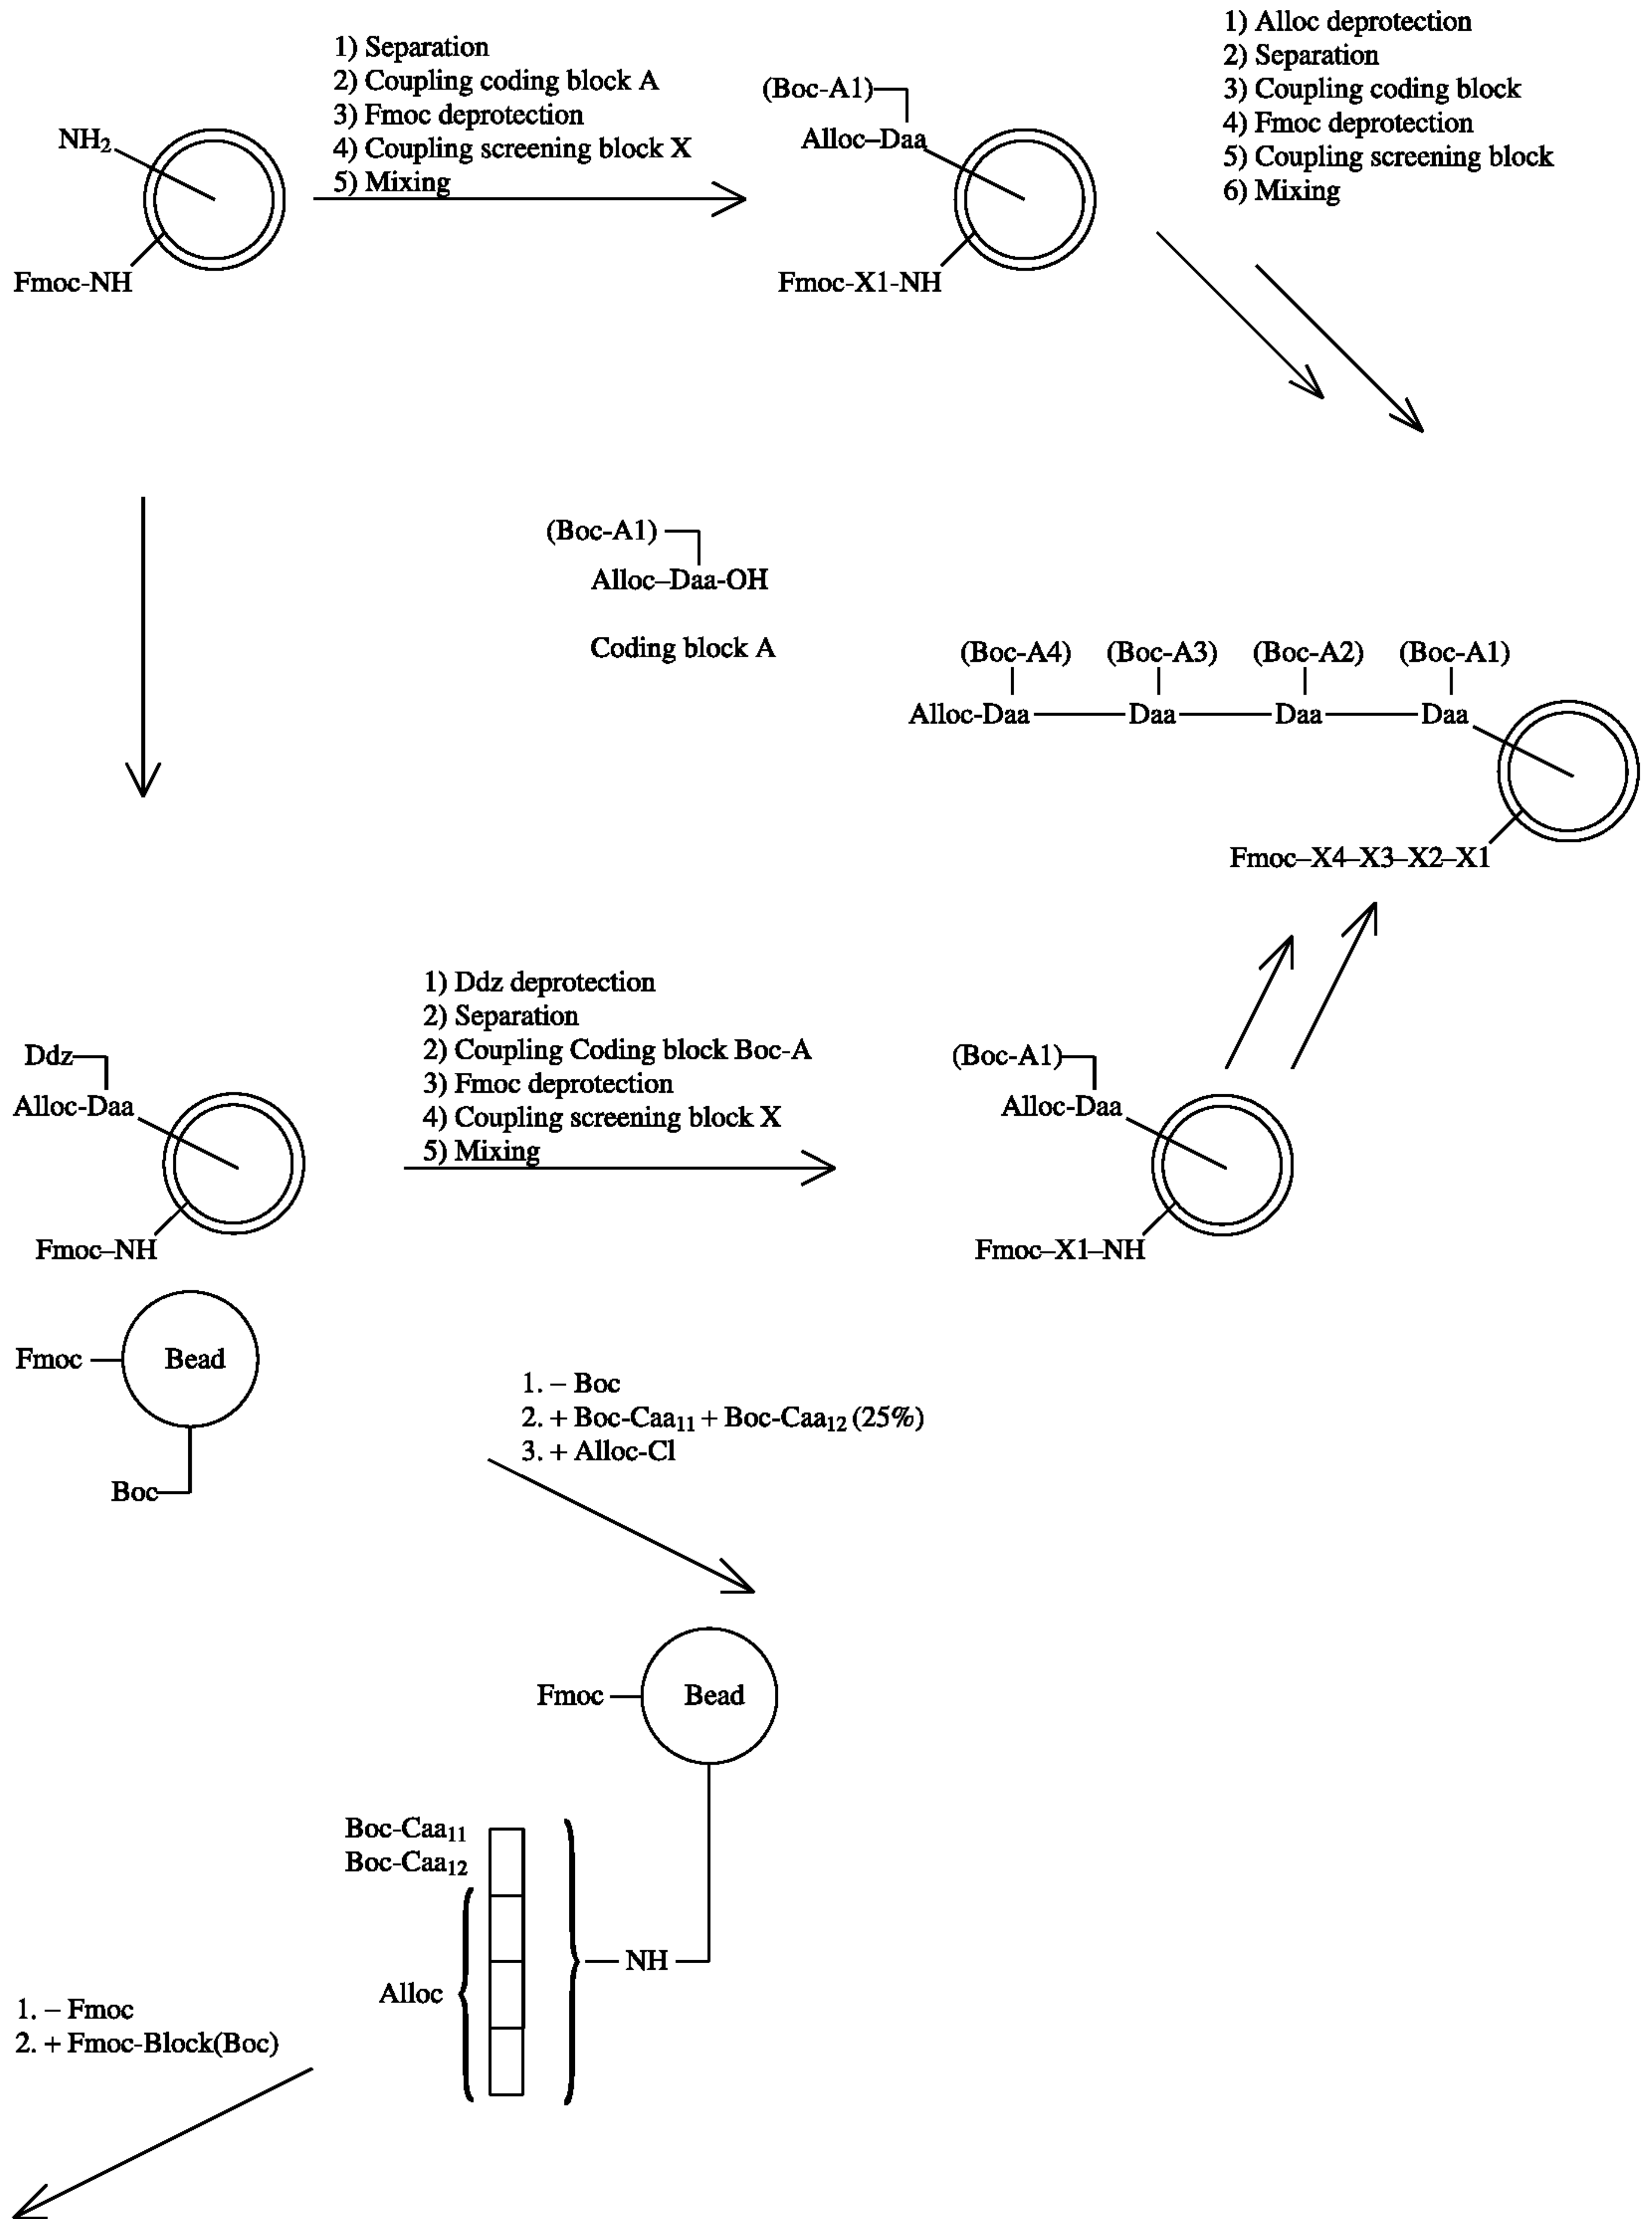 1) Separation
2) Coupling coding block A
3) Fmoc deprotection
4) Coupling screening block X
5) Mixing
NH₂
Fmoc-NH
(Boc-A1)
Alloc–Daa
Fmoc-X1-NH
1) Alloc deprotection
2) Separation
3) Coupling coding block
4) Fmoc deprotection
5) Coupling screening block
6) Mixing
(Boc-A1)
Alloc–Daa-OH
Coding block A
(Boc-A4) (Boc-A3) (Boc-A2) (Boc-A1)
Alloc-Daa — Daa — Daa — Daa
Fmoc–X4–X3–X2–X1
1) Ddz deprotection
2) Separation
2) Coupling Coding block Boc-A
3) Fmoc deprotection
4) Coupling screening block X
5) Mixing
Ddz
Alloc-Daa
Fmoc–NH
(Boc-A1)
Alloc-Daa
Fmoc–X1–NH
Fmoc — Bead
Boc
1. – Boc
2. + Boc-Caa₁₁ + Boc-Caa₁₂ (25%)
3. + Alloc-Cl
Fmoc — Bead
Boc-Caa₁₁
Boc-Caa₁₂
NH
Alloc
1. – Fmoc
2. + Fmoc-Block(Boc)